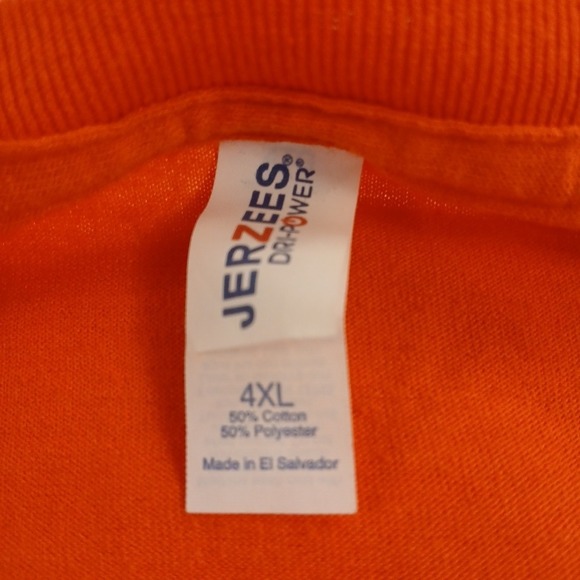 JERZEES®
DRI-POWER®
4XL
50% Cotton
50% Polyester
Made in El Salvador